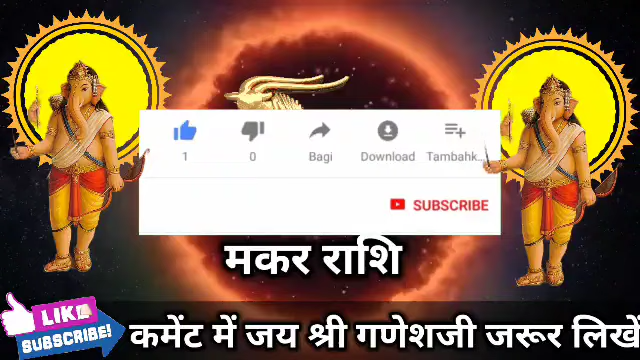 1 0 Bagi Download Tambahk...
SUBSCRIBE
मकर राशि
LIKE
SUBSCRIBE!
कमेंट में जय श्री गणेशजी जरूर लिखें